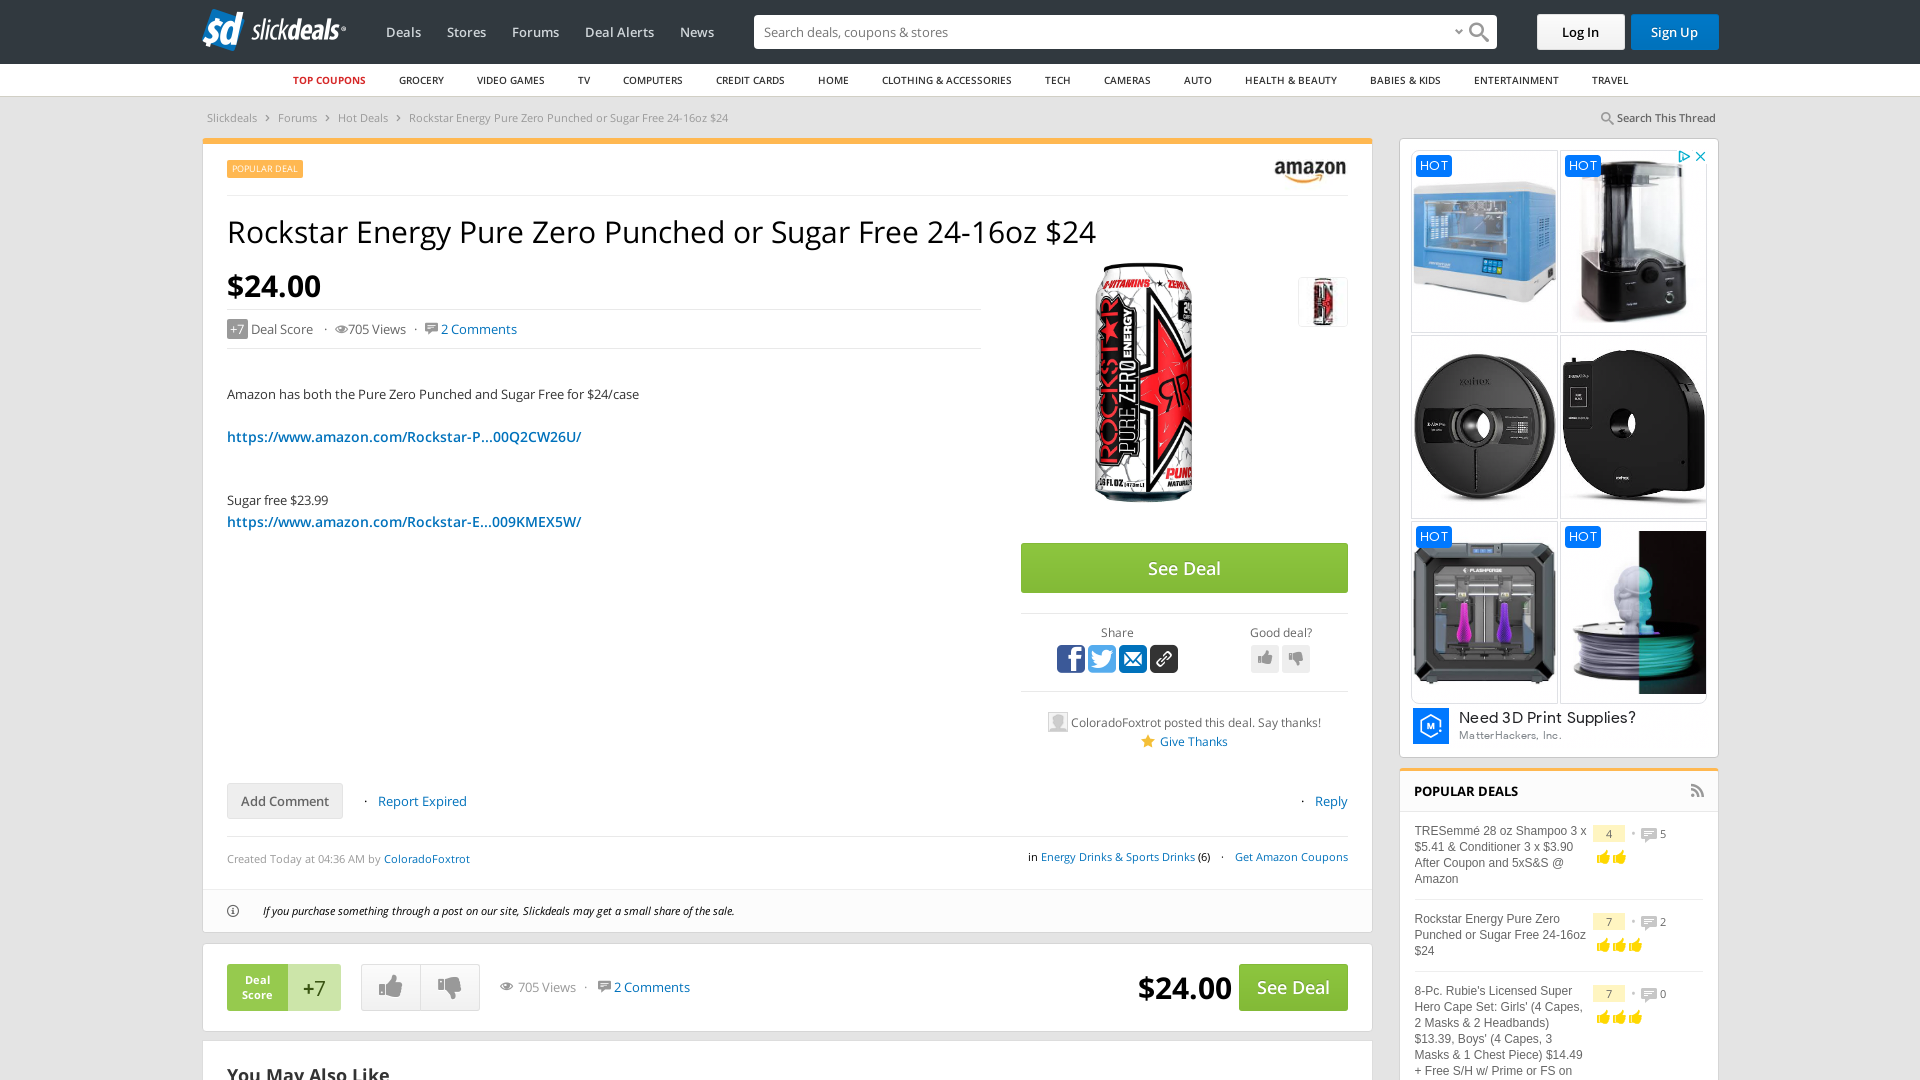 slickdeals
Deals
Stores
Forums
Deal Alerts
News
Search deals, coupons & stores
Log In
Sign Up
TOP COUPONS
GROCERY
VIDEO GAMES
TV
COMPUTERS
CREDIT CARDS
HOME
CLOTHING & ACCESSORIES
TECH
CAMERAS
AUTO
HEALTH & BEAUTY
BABIES & KIDS
ENTERTAINMENT
TRAVEL
Slickdeals > Forums > Hot Deals > Rockstar Energy Pure Zero Punched or Sugar Free 24-16oz $24
Search This Thread
POPULAR DEAL
amazon
Rockstar Energy Pure Zero Punched or Sugar Free 24-16oz $24
$24.00
+7 Deal Score · 705 Views · 2 Comments
Amazon has both the Pure Zero Punched and Sugar Free for $24/case
https://www.amazon.com/Rockstar-P...00Q2CW26U/
Sugar free $23.99
https://www.amazon.com/Rockstar-E...009KMEX5W/
ROCKSTAR
PURE ZERO
ENERGY
See Deal
Share
Good deal?
ColoradoFoxtrot posted this deal. Say thanks!
Give Thanks
Add Comment
· Report Expired
· Reply
Created Today at 04:36 AM by ColoradoFoxtrot
in Energy Drinks & Sports Drinks (6) · Get Amazon Coupons
If you purchase something through a post on our site, Slickdeals may get a small share of the sale.
Deal
Score
+7
705 Views · 2 Comments
$24.00
See Deal
You May Also Like
HOT
HOT
HOT
HOT
FLASHFORGE
Need 3D Print Supplies?
MatterHackers, Inc.
POPULAR DEALS
TRESemmé 28 oz Shampoo 3 x
$5.41 & Conditioner 3 x $3.90
After Coupon and 5xS&S @
Amazon
4 · 5
Rockstar Energy Pure Zero
Punched or Sugar Free 24-16oz
$24
7 · 2
8-Pc. Rubie's Licensed Super
Hero Cape Set: Girls' (4 Capes,
2 Masks & 2 Headbands)
$13.39, Boys' (4 Capes, 3
Masks & 1 Chest Piece) $14.49
+ Free S/H w/ Prime or FS on
7 · 0